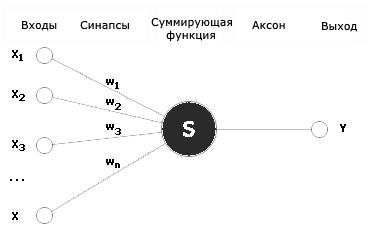 Входы Синапсы Суммирующая функция Аксон Выход
X1
w1
X2
w2
S
Y
w3
X3
wn
...
X